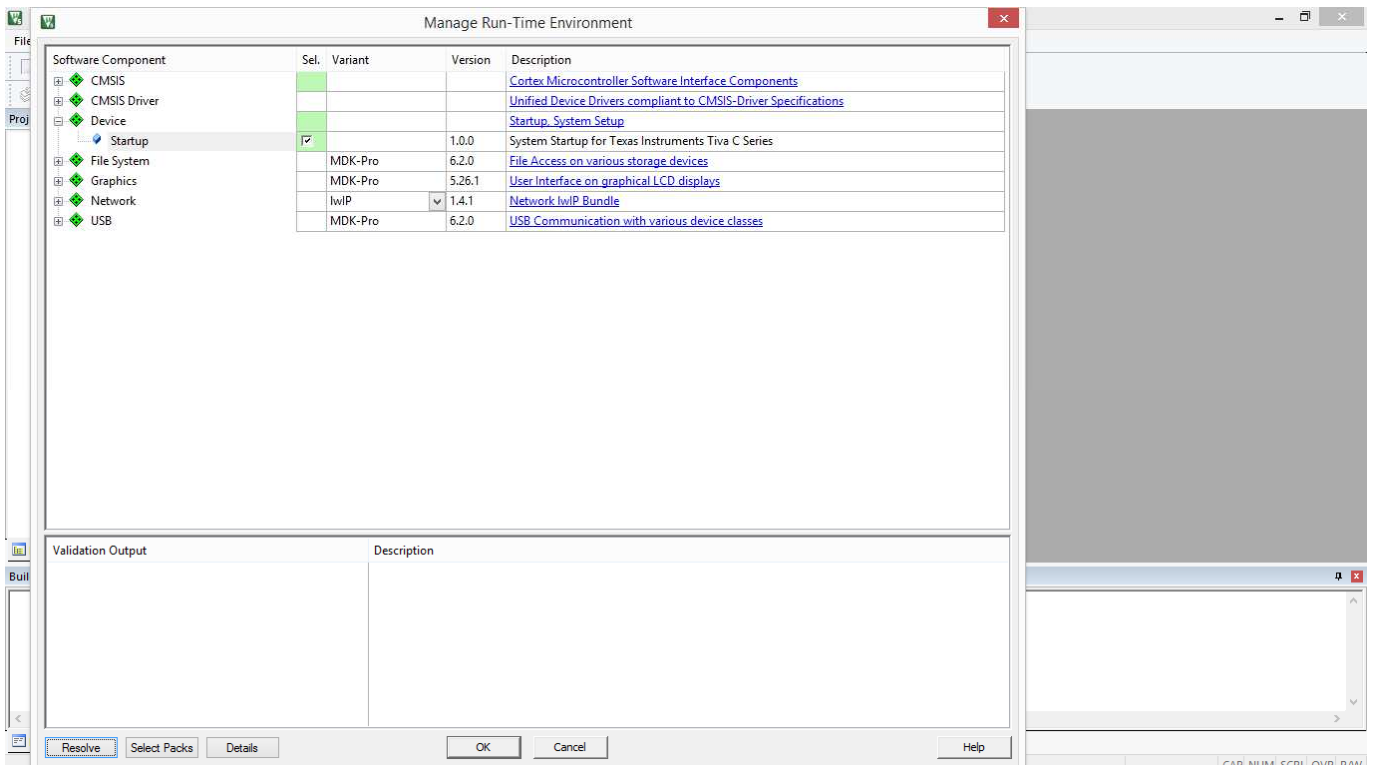 Manage Run-Time Environment
File
Software Component Sel. Variant Version Description
CMSIS Cortex Microcontroller Software Interface Components
CMSIS Driver Unified Device Drivers compliant to CMSIS-Driver Specifications
Proj
Device Startup, System Setup
Startup 1.0.0 System Startup for Texas Instruments Tiva C Series
File System MDK-Pro 6.2.0 File Access on various storage devices
Graphics MDK-Pro 5.26.1 User Interface on graphical LCD displays
Network lwIP 1.4.1 Network lwIP Bundle
USB MDK-Pro 6.2.0 USB Communication with various device classes
Validation Output Description
Buil
Resolve Select Packs Details OK Cancel Help
CAP NUM SCRL OVR R/W